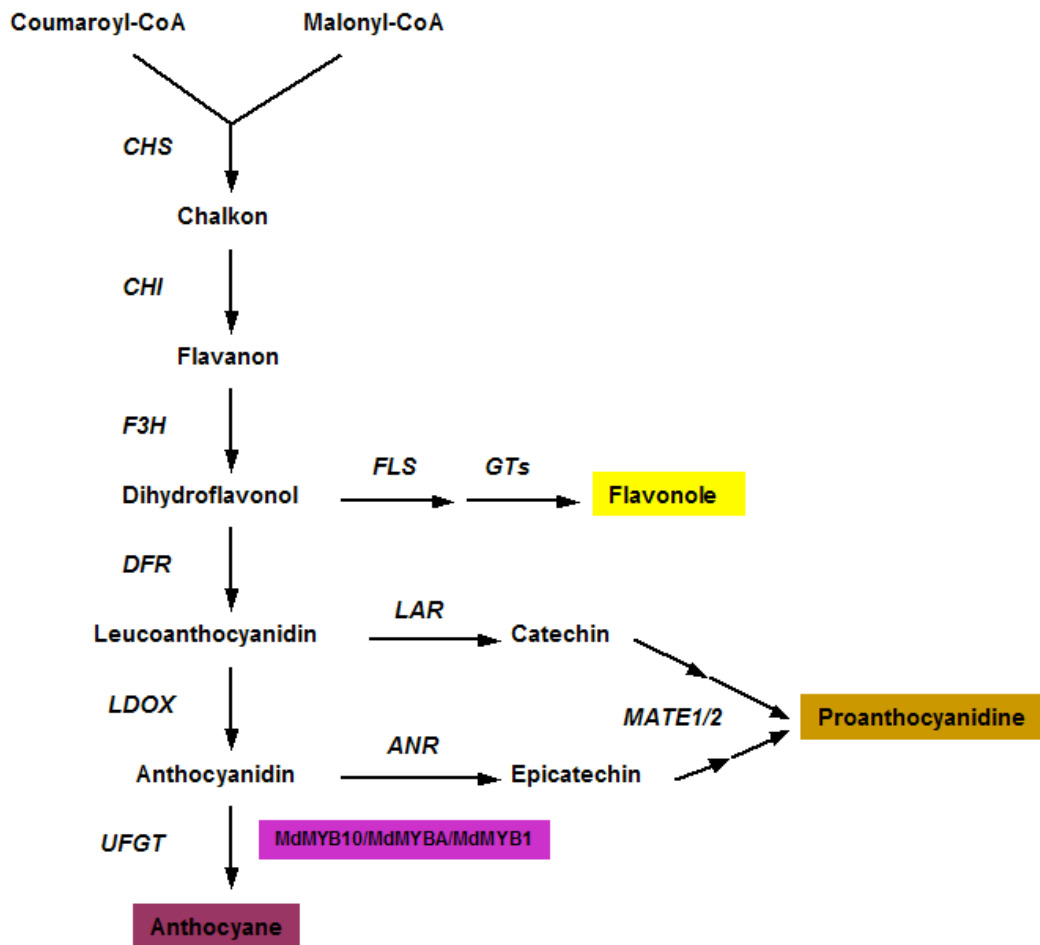 Coumaroyl-CoA Malonyl-CoA
CHS
Chalkon
CHI
Flavanon
F3H
FLS GTs
Dihydroflavonol Flavonole
DFR
LAR
Leucoanthocyanidin Catechin
LDOX MATE1/2 Proanthocyanidine
ANR
Anthocyanidin Epicatechin
UFGT MdMYB10/MdMYBA/MdMYB1
Anthocyane